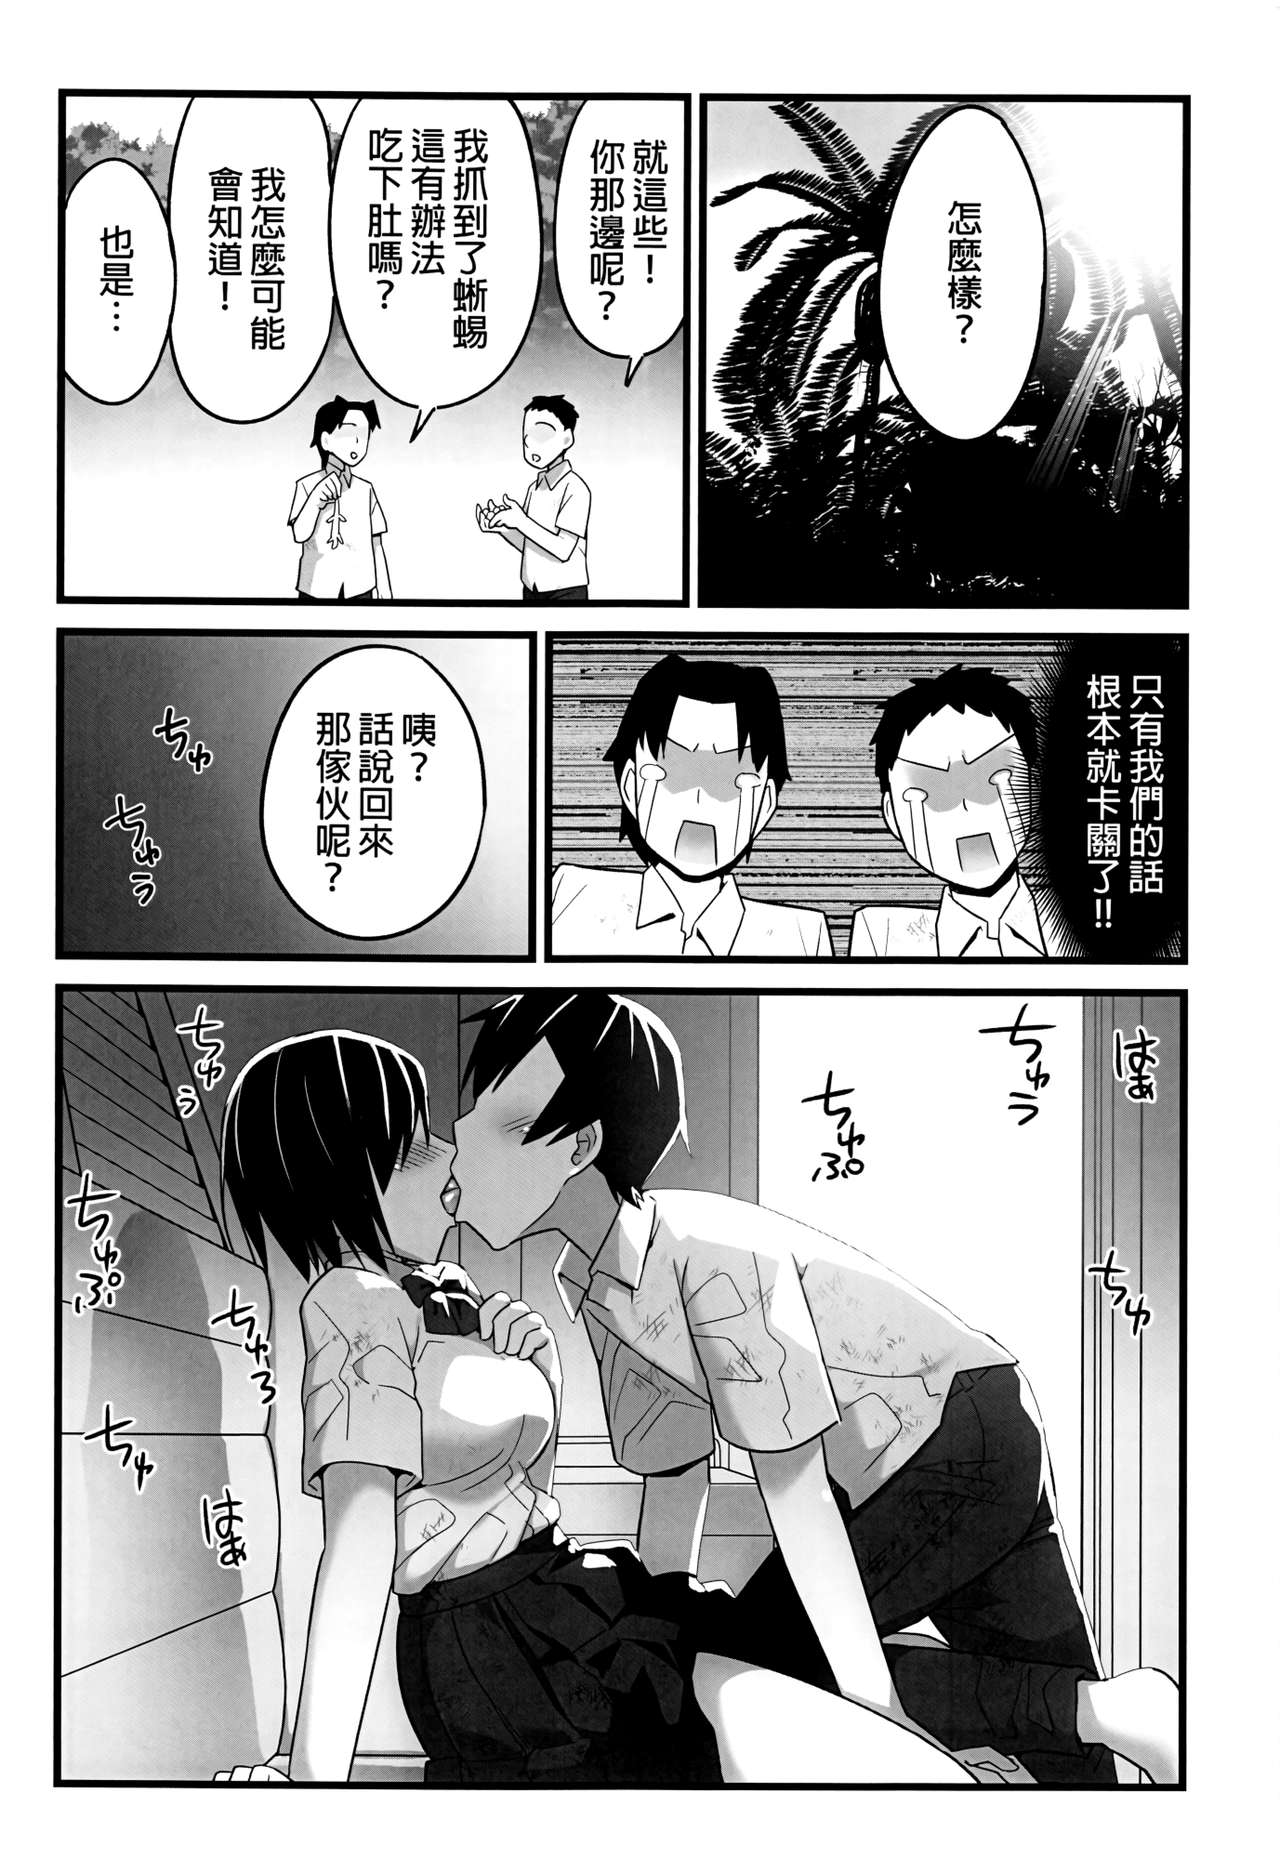 怎麼樣？
就這些！
你那邊呢？
我抓到了蜥蜴
這有辦法
吃下肚嗎？
我怎麼可能
會知道！
也是…
只有我們的話
根本就卡關了!!
咦？
話說回來
那傢伙呢？
ちゅ
ちゅぅ
はぁ
ちゅぅ
ちゅぷ
ちゅ
ちゅぅ
ちゅぷ
ちゅろ
ちゅ
はぁ